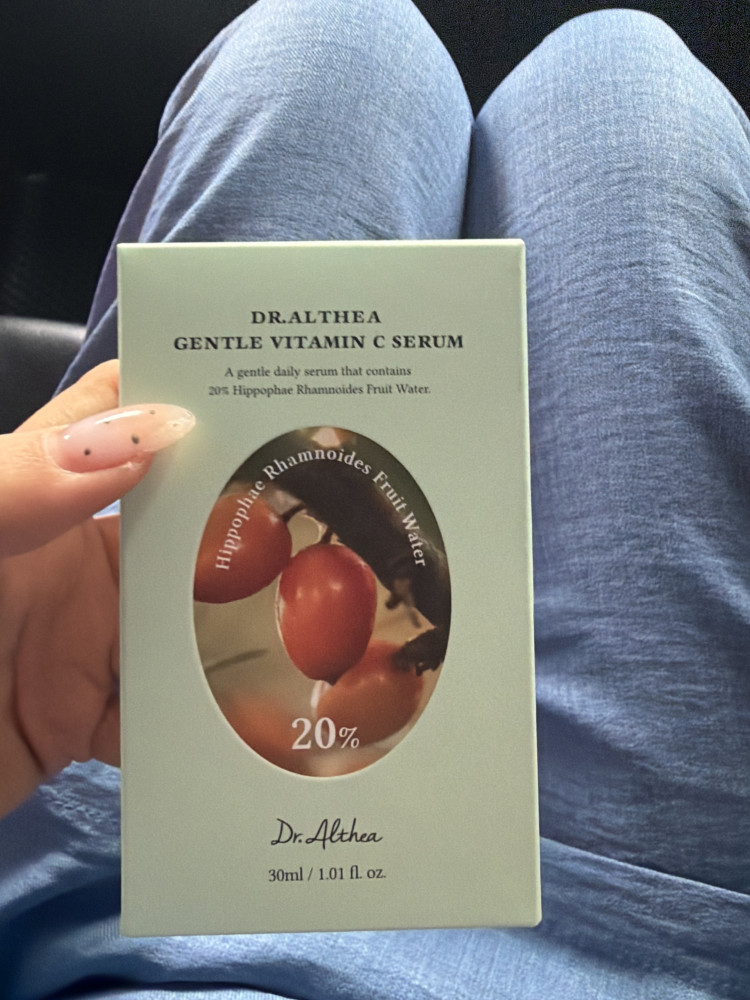 DR.ALTHEA
GENTLE VITAMIN C SERUM
A gentle daily serum that contains
20% Hippophae Rhamnoides Fruit Water.
Hippophae Rhamnoides Fruit Water
20%
Dr.Althea
30ml / 1.01 fl. oz.